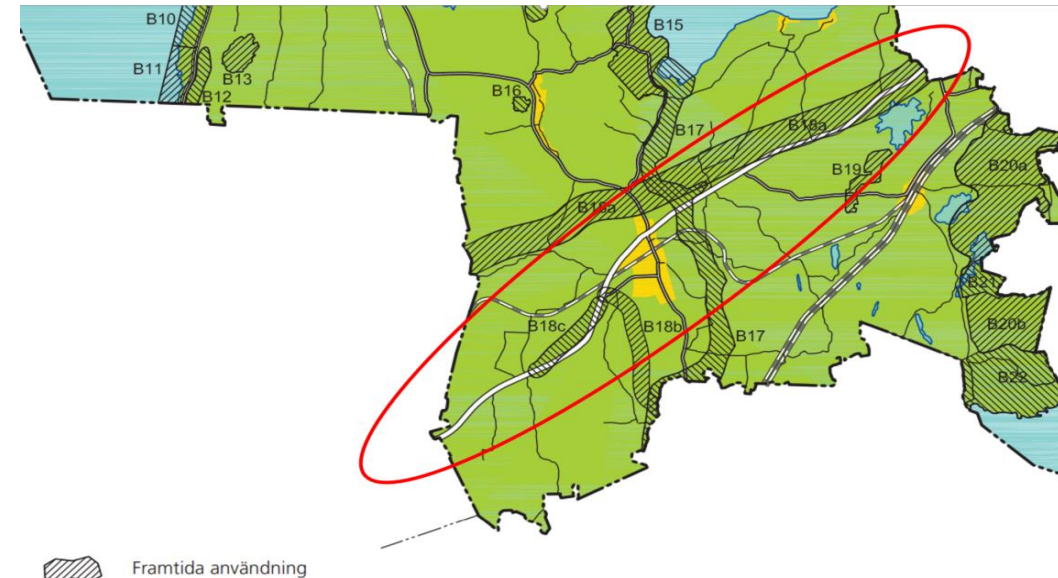 B10
B15
B11
B13
B12
B16
B17
B18a
B19
B20a
B18a
B21
B18c
B18b
B17
B20b
B22
Framtida användning